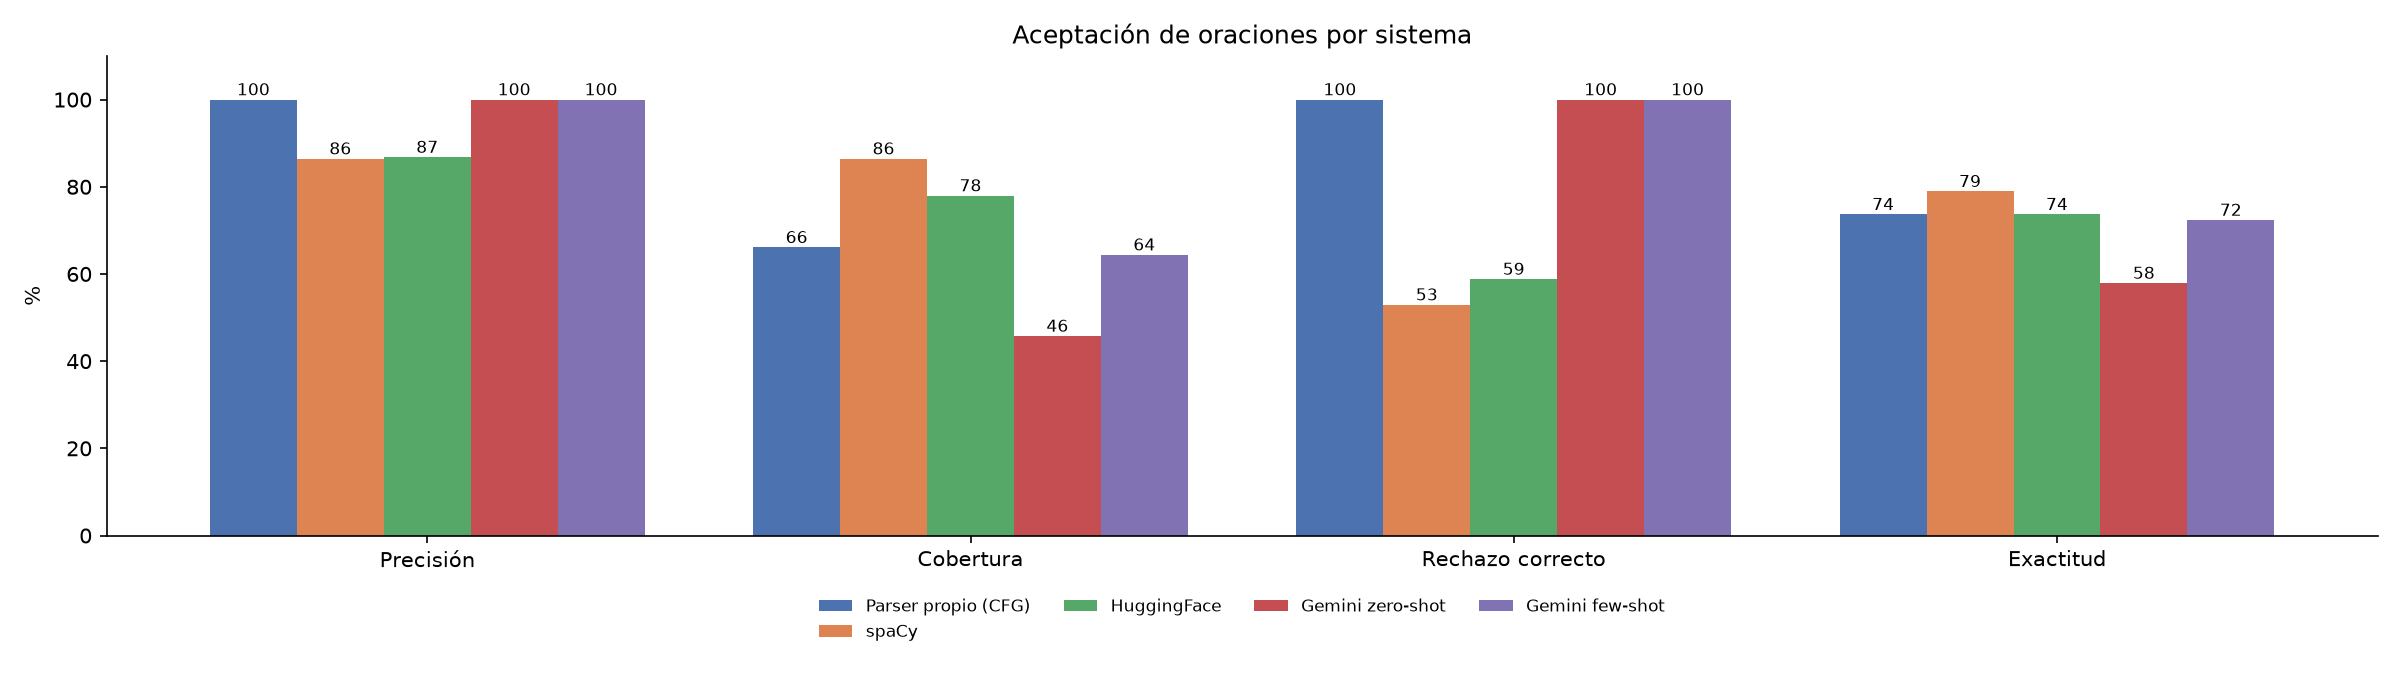 Aceptación de oraciones por sistema
%
100
80
60
40
20
0
100 86 87 100 100
66 86 78 46 64
100 53 59 100 100
74 79 74 58 72
Precisión Cobertura Rechazo correcto Exactitud
Parser propio (CFG) HuggingFace Gemini zero-shot Gemini few-shot
spaCy